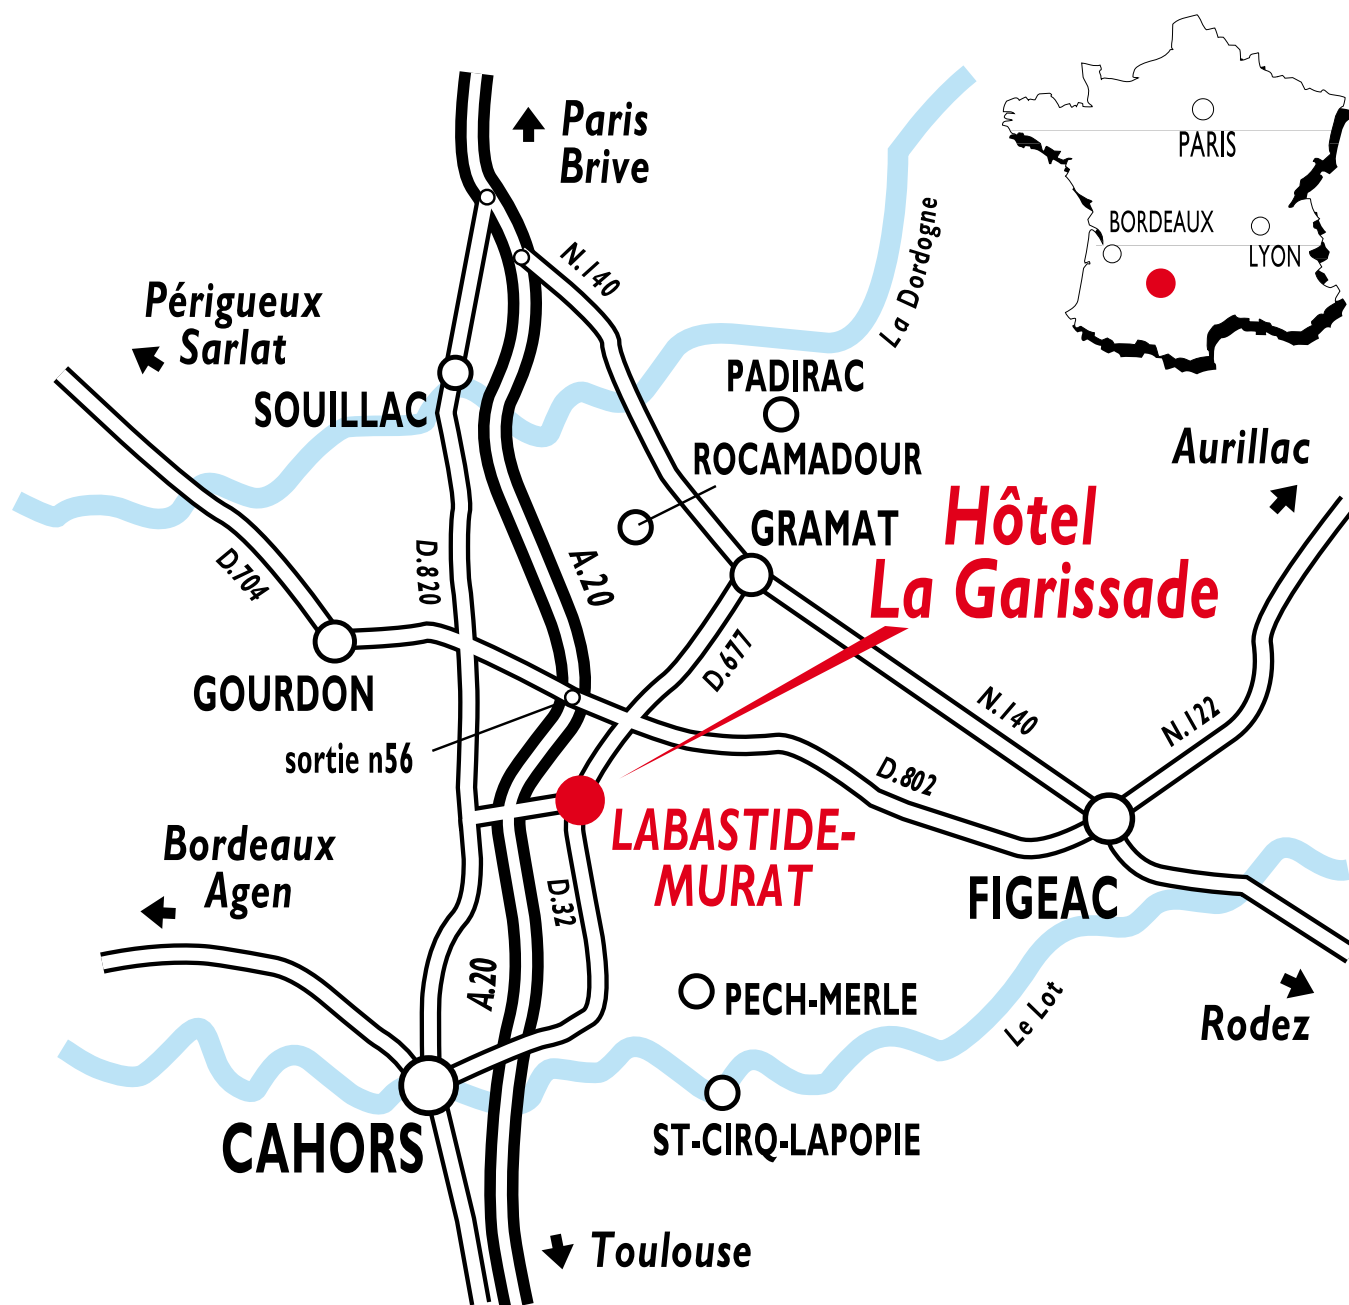 Paris
Brive
PARIS
BORDEAUX
LYON
N.140
La Dordogne
Périgueux
Sarlat
SOUILLAC
PADIRAC
ROCAMADOUR
Aurillac
GRAMAT
Hôtel
La Garissade
D.704
D.820
A.20
D.677
GOURDON
sortie n56
N.140
N.122
D.802
LABASTIDE-
MURAT
Bordeaux
Agen
D.32
FIGEAC
A.20
PECH-MERLE
Le Lot
Rodez
CAHORS
ST-CIRQ-LAPOPIE
Toulouse